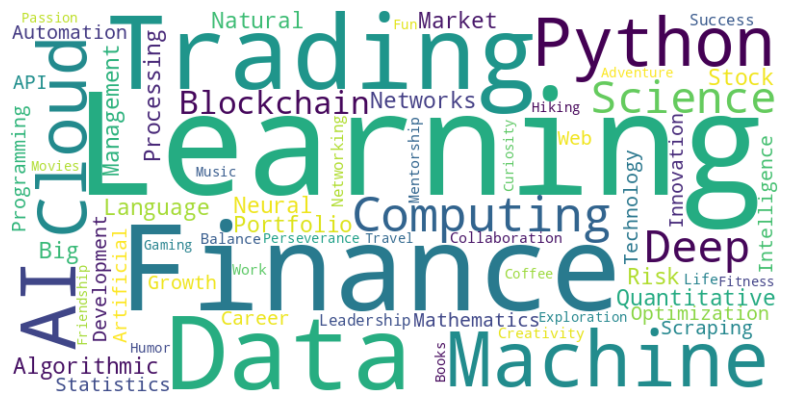 Passion
Natural
Fun
Market
Success
Automation
Trading
Python
Cloud
Management
Processing
API
Adventure
Stock
Blockchain
Networks
Science
Hiking
Learning
Programming
Movies
Music
Networking
Mentorship
Curiosity
Web
Technology
Innovation
Intelligence
Language
Neural
Portfolio
Computing
Big
Development
Artificial
Gaming
Balance
Perseverance
Travel
Collaboration
Deep
AI
Friendship
Finance
Growth
Work
Coffee
Risk
Life
Fitness
Quantitative
Career
Leadership
Mathematics
Exploration
Optimization
Data
Creativity
Scraping
Humor
Books
Machine
Algorithmic
Statistics